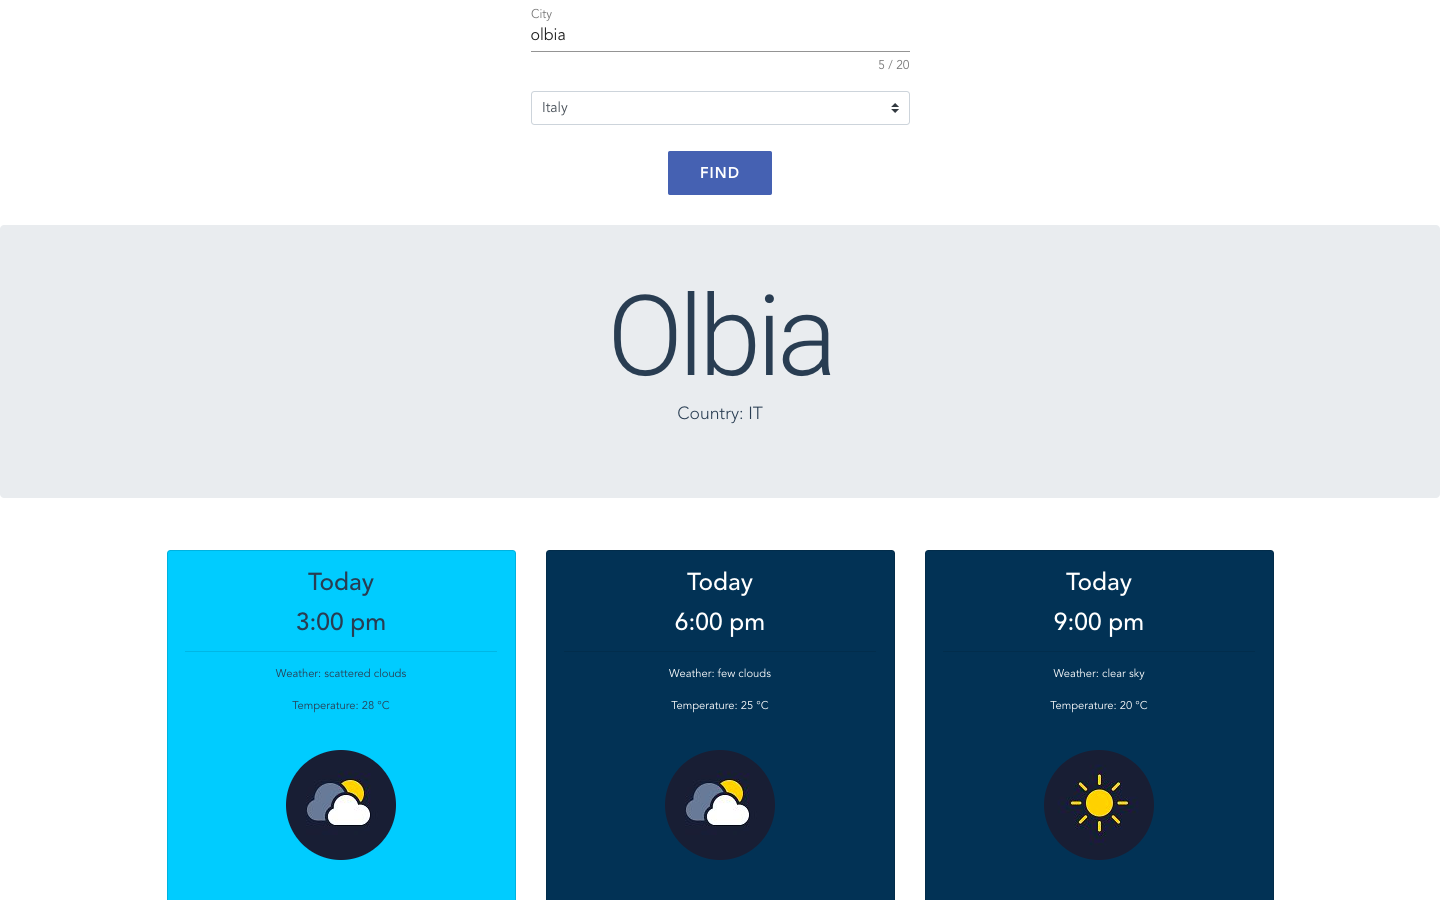 City
olbia
5 / 20
Italy
FIND
Olbia
Country: IT
Today
3:00 pm
Weather: scattered clouds
Temperature: 28 °C
Today
6:00 pm
Weather: few clouds
Temperature: 25 °C
Today
9:00 pm
Weather: clear sky
Temperature: 20 °C